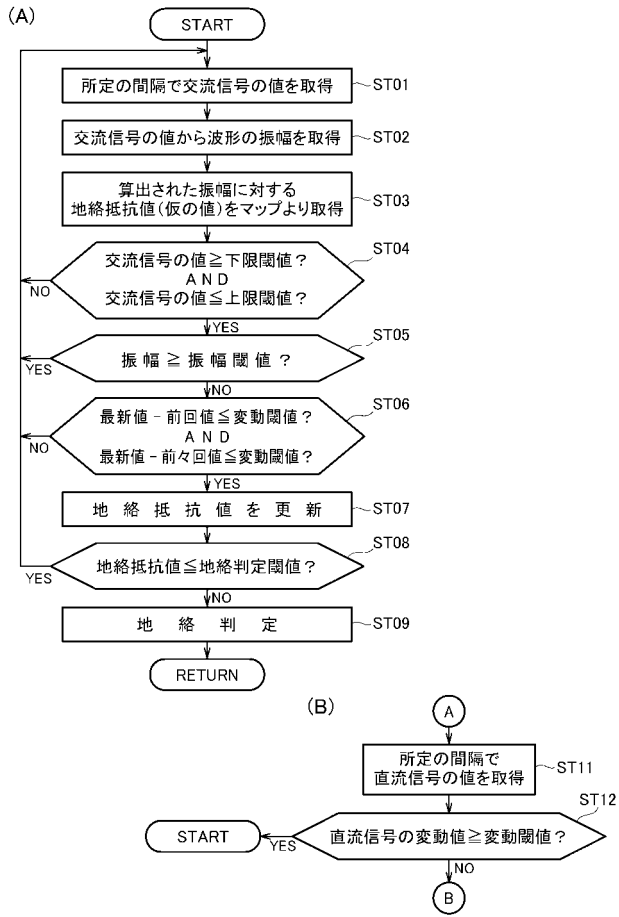 (A)
START
所定の間隔で交流信号の値を取得
ST01
交流信号の値から波形の振幅を取得
ST02
算出された振幅に対する
地絡抵抗値(仮の値)をマップより取得
ST03
交流信号の値≧下限閾値?
AND
交流信号の値≦上限閾値?
ST04
NO
YES
振幅≧振幅閾値?
ST05
YES
NO
最新値-前回値≦変動閾値?
AND
最新値-前々回値≦変動閾値?
ST06
NO
YES
地絡抵抗値を更新
ST07
地絡抵抗値≦地絡判定閾値?
ST08
YES
NO
地絡判定
ST09
RETURN
(B)
A
所定の間隔で
直流信号の値を取得
ST11
直流信号の変動値≧変動閾値?
ST12
START
YES
NO
B